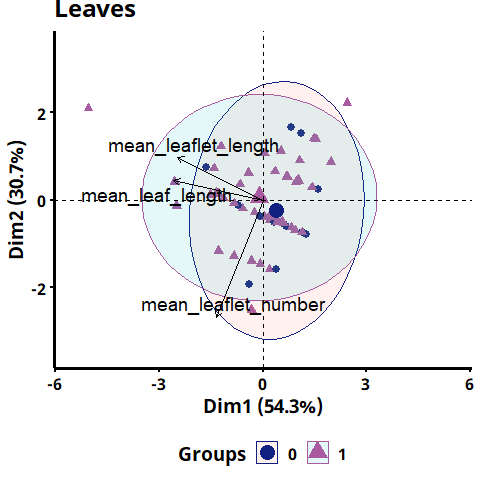 Leaves
Dim2 (30.7%)
2
0
-2
mean_leaflet_length
mean_leaf_length
mean_leaflet_number
-6
-3
0
3
6
Dim1 (54.3%)
Groups 0 1